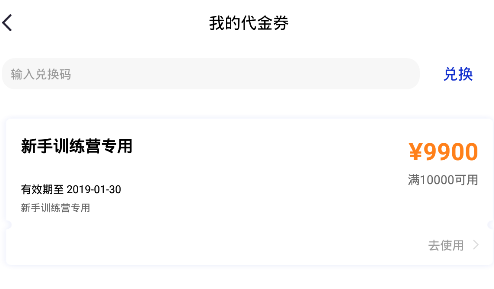 我的代金券
输入兑换码
兑换
新手训练营专用
¥9900
满10000可用
有效期至 2019-01-30
新手训练营专用
去使用